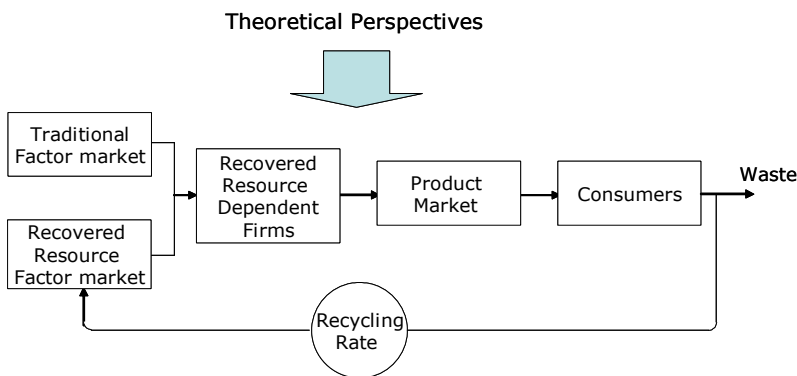 Theoretical Perspectives
Traditional
Factor market
Recovered
Resource
Factor market
Recovered
Resource
Dependent
Firms
Product
Market
Consumers
Waste
Recycling
Rate